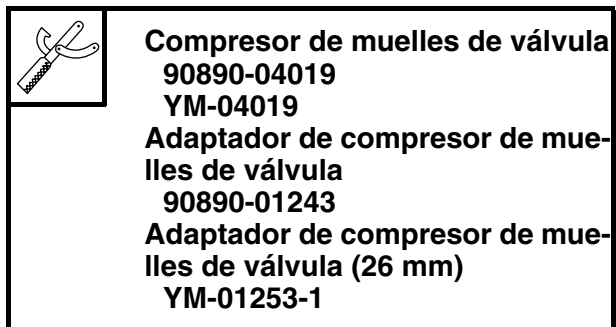 Compresor de muelles de válvula
90890-04019
YM-04019
Adaptador de compresor de mue-
lles de válvula
90890-01243
Adaptador de compresor de mue-
lles de válvula (26 mm)
YM-01253-1